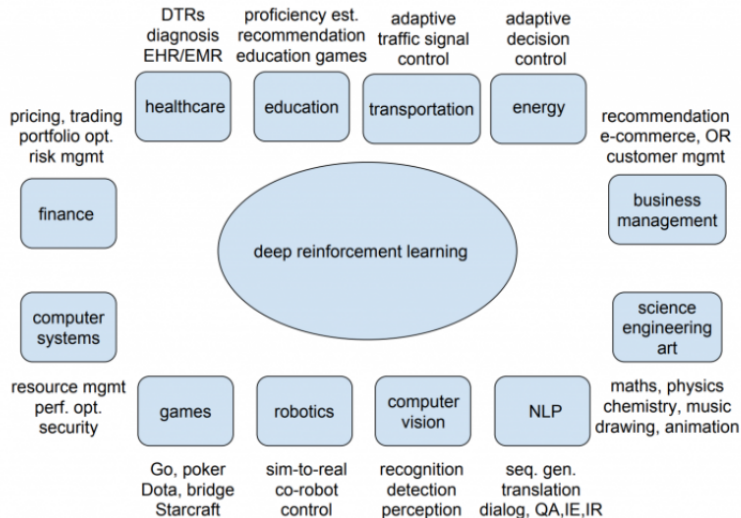 DTRs
diagnosis
EHR/EMR
healthcare
proficiency est.
recommendation
education games
education
adaptive
traffic signal
control
transportation
adaptive
decision
control
energy
pricing, trading
portfolio opt.
risk mgmt
finance
recommendation
e-commerce, OR
customer mgmt
business
management
deep reinforcement learning
computer
systems
resource mgmt
perf. opt.
security
science
engineering
art
maths, physics
chemistry, music
drawing, animation
games
Go, poker
Dota, bridge
Starcraft
robotics
sim-to-real
co-robot
control
computer
vision
recognition
detection
perception
NLP
seq. gen.
translation
dialog, QA,IE,IR